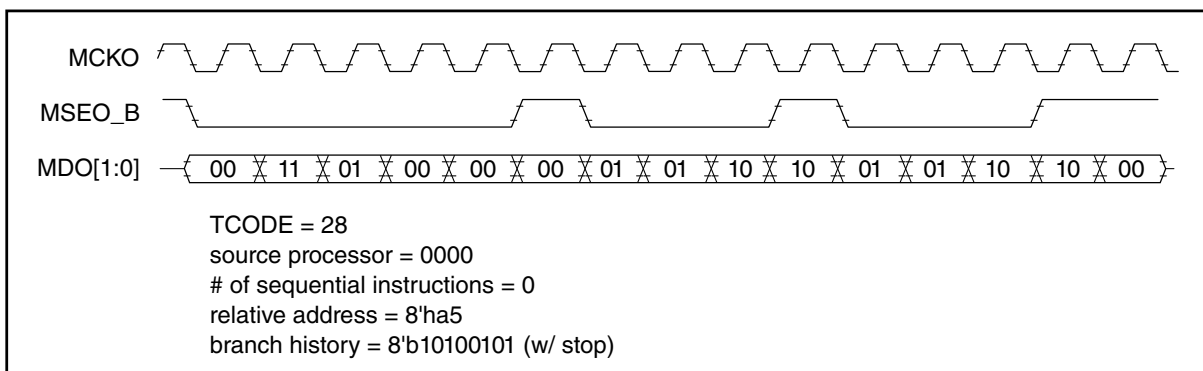 MCKO
MSEO_B
MDO[1:0] 00 11 01 00 00 00 01 01 10 10 01 01 10 10 00
TCODE = 28
source processor = 0000
# of sequential instructions = 0
relative address = 8'ha5
branch history = 8'b10100101 (w/ stop)